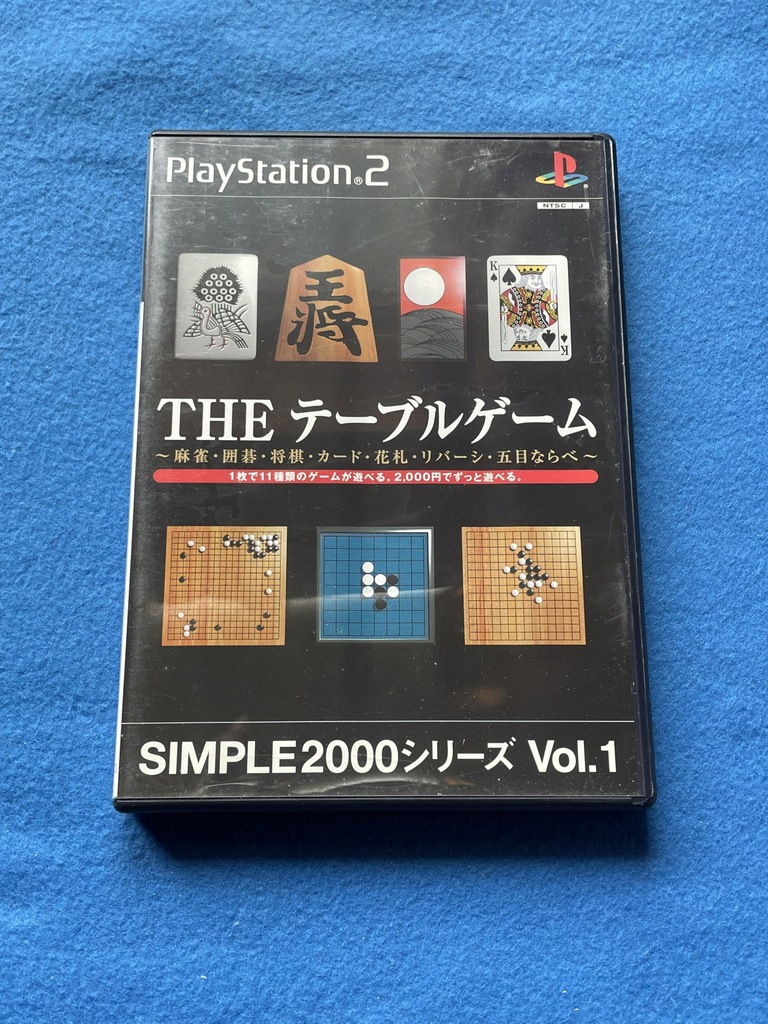 PlayStation®2
NTSC J
王将
K
K
THE テーブルゲーム
～麻雀・囲碁・将棋・カード・花札・リバーシ・五目ならべ～
1枚で11種類のゲームが遊べる。2,000円でずっと遊べる。
SIMPLE2000シリーズ Vol.1